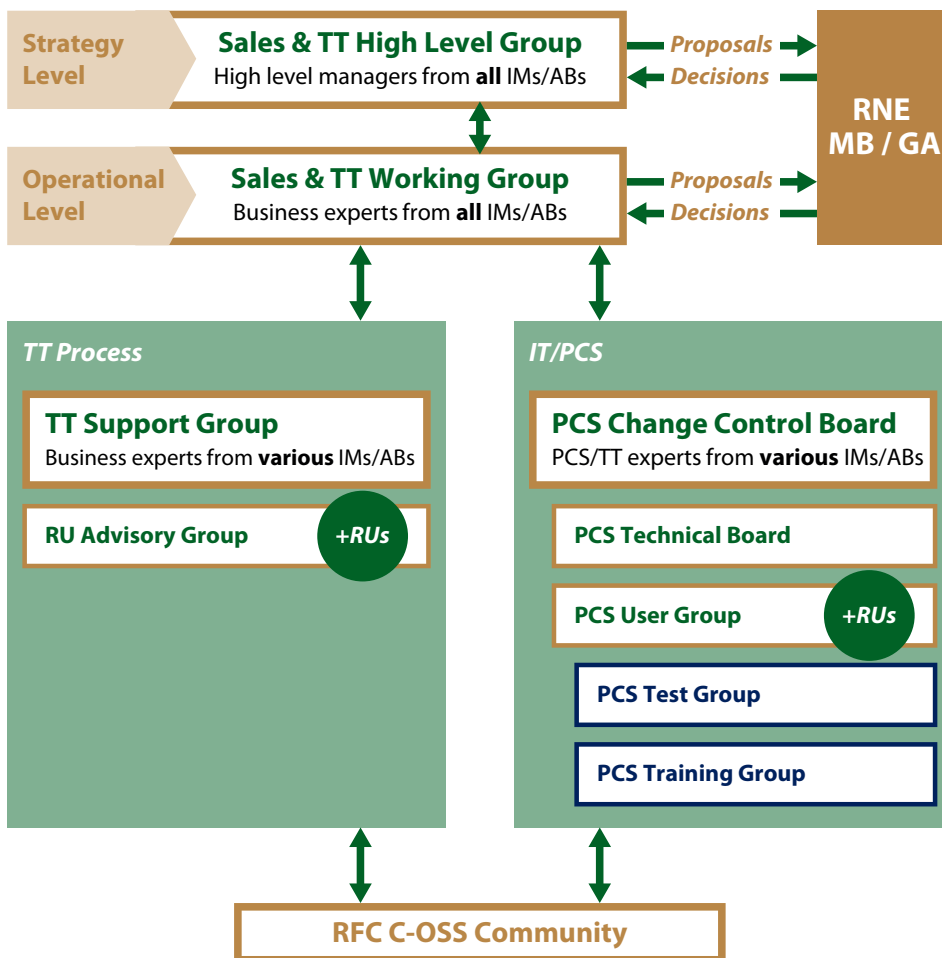 Strategy
Level
Sales & TT High Level Group
High level managers from all IMs/ABs
Proposals
Decisions
RNE
MB / GA
Operational
Level
Sales & TT Working Group
Business experts from all IMs/ABs
Proposals
Decisions
TT Process
TT Support Group
Business experts from various IMs/ABs
RU Advisory Group
+RUs
IT/PCS
PCS Change Control Board
PCS/TT experts from various IMs/ABs
PCS Technical Board
PCS User Group
+RUs
PCS Test Group
PCS Training Group
RFC C-OSS Community